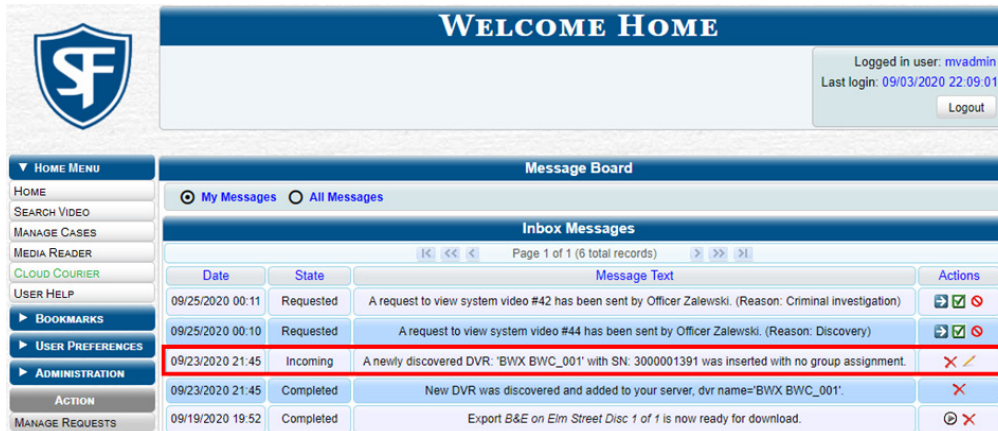 SF
WELCOME HOME
Logged in user: mvadmin
Last login: 09/03/2020 22:09:01
Logout
▼ HOME MENU
HOME
SEARCH VIDEO
MANAGE CASES
MEDIA READER
CLOUD COURIER
USER HELP
▶ BOOKMARKS
▶ USER PREFERENCES
▶ ADMINISTRATION
ACTION
MANAGE REQUESTS
Message Board
My Messages All Messages
Inbox Messages
Page 1 of 1 (6 total records)
Date State Message Text Actions
09/25/2020 00:11 Requested A request to view system video #42 has been sent by Officer Zalewski. (Reason: Criminal investigation)
09/25/2020 00:10 Requested A request to view system video #44 has been sent by Officer Zalewski. (Reason: Discovery)
09/23/2020 21:45 Incoming A newly discovered DVR: 'BWX BWC_001' with SN: 3000001391 was inserted with no group assignment.
09/23/2020 21:45 Completed New DVR was discovered and added to your server, dvr name='BWX BWC_001'.
09/19/2020 19:52 Completed Export B&E on Elm Street Disc 1 of 1 is now ready for download.